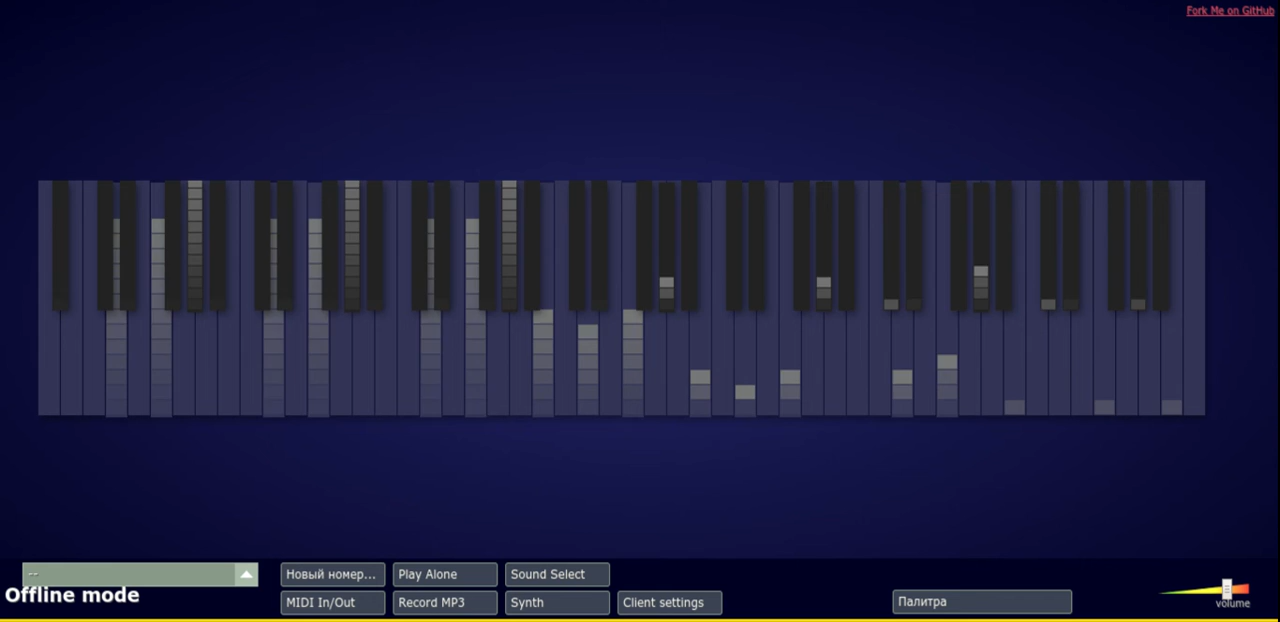 Fork Me on GitHub
--
Offline mode
Новый номер...
Play Alone
Sound Select
MIDI In/Out
Record MP3
Synth
Client settings
Палитра
volume